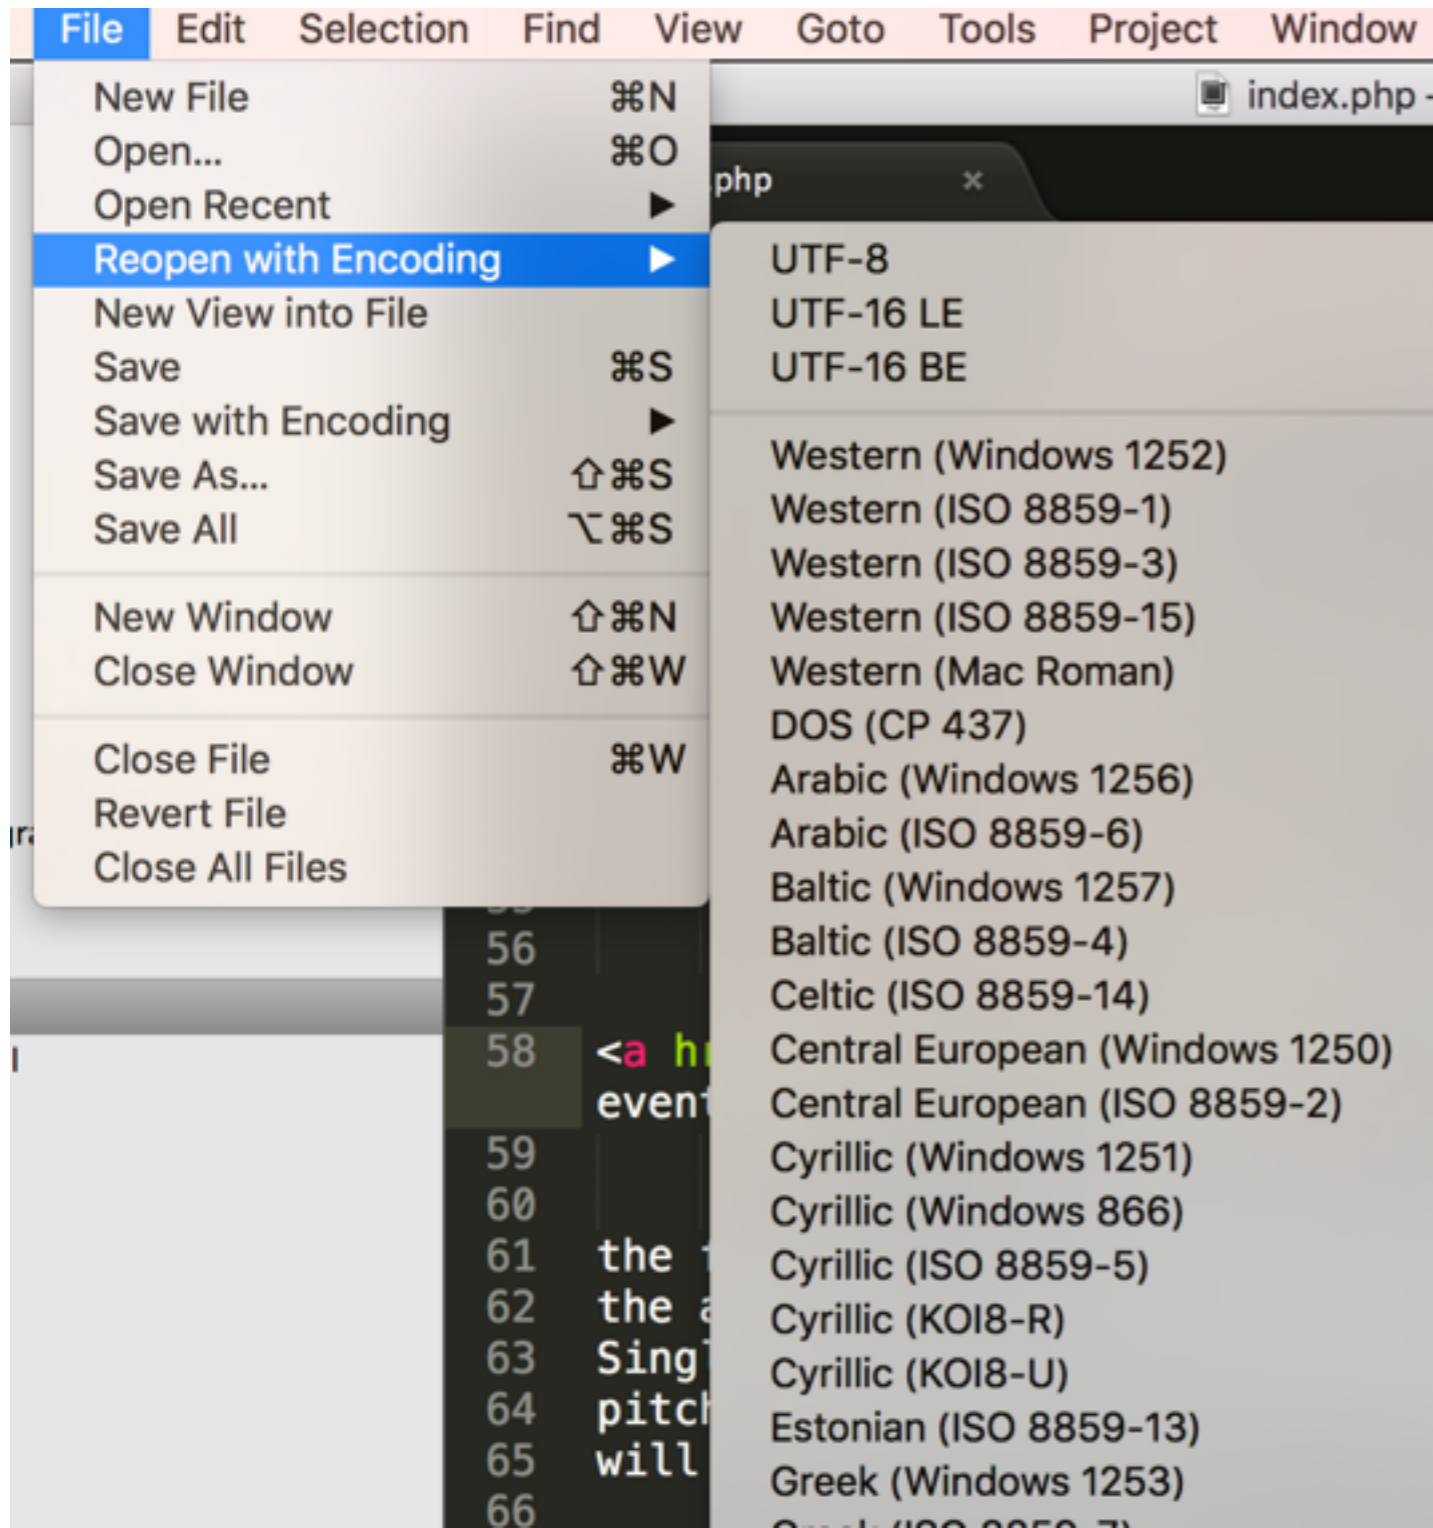 File Edit Selection Find View Goto Tools Project Window
index.php -
New File ⌘N
Open... ⌘O
Open Recent ▶
Reopen with Encoding ▶
New View into File
Save ⌘S
Save with Encoding ▶
Save As... ⇧⌘S
Save All ⌥⌘S
New Window ⇧⌘N
Close Window ⇧⌘W
Close File ⌘W
Revert File
Close All Files
.php ×
UTF-8
UTF-16 LE
UTF-16 BE
Western (Windows 1252)
Western (ISO 8859-1)
Western (ISO 8859-3)
Western (ISO 8859-15)
Western (Mac Roman)
DOS (CP 437)
Arabic (Windows 1256)
Arabic (ISO 8859-6)
Baltic (Windows 1257)
Baltic (ISO 8859-4)
Celtic (ISO 8859-14)
Central European (Windows 1250)
Central European (ISO 8859-2)
Cyrillic (Windows 1251)
Cyrillic (Windows 866)
Cyrillic (ISO 8859-5)
Cyrillic (KOI8-R)
Cyrillic (KOI8-U)
Estonian (ISO 8859-13)
Greek (Windows 1253)
56
57
58 <a h
event
59
60
61 the
62 the a
63 Singl
64 pitch
65 will
66